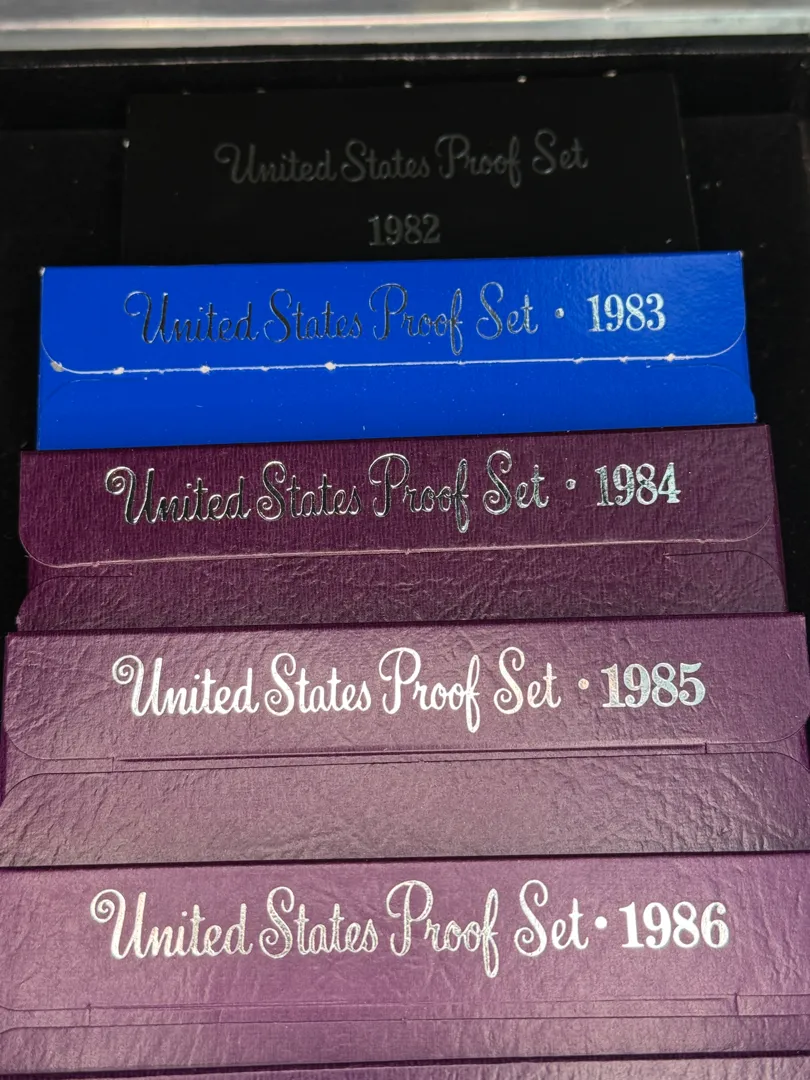 United States Proof Set
1982
United States Proof Set · 1983
United States Proof Set · 1984
United States Proof Set · 1985
United States Proof Set · 1986